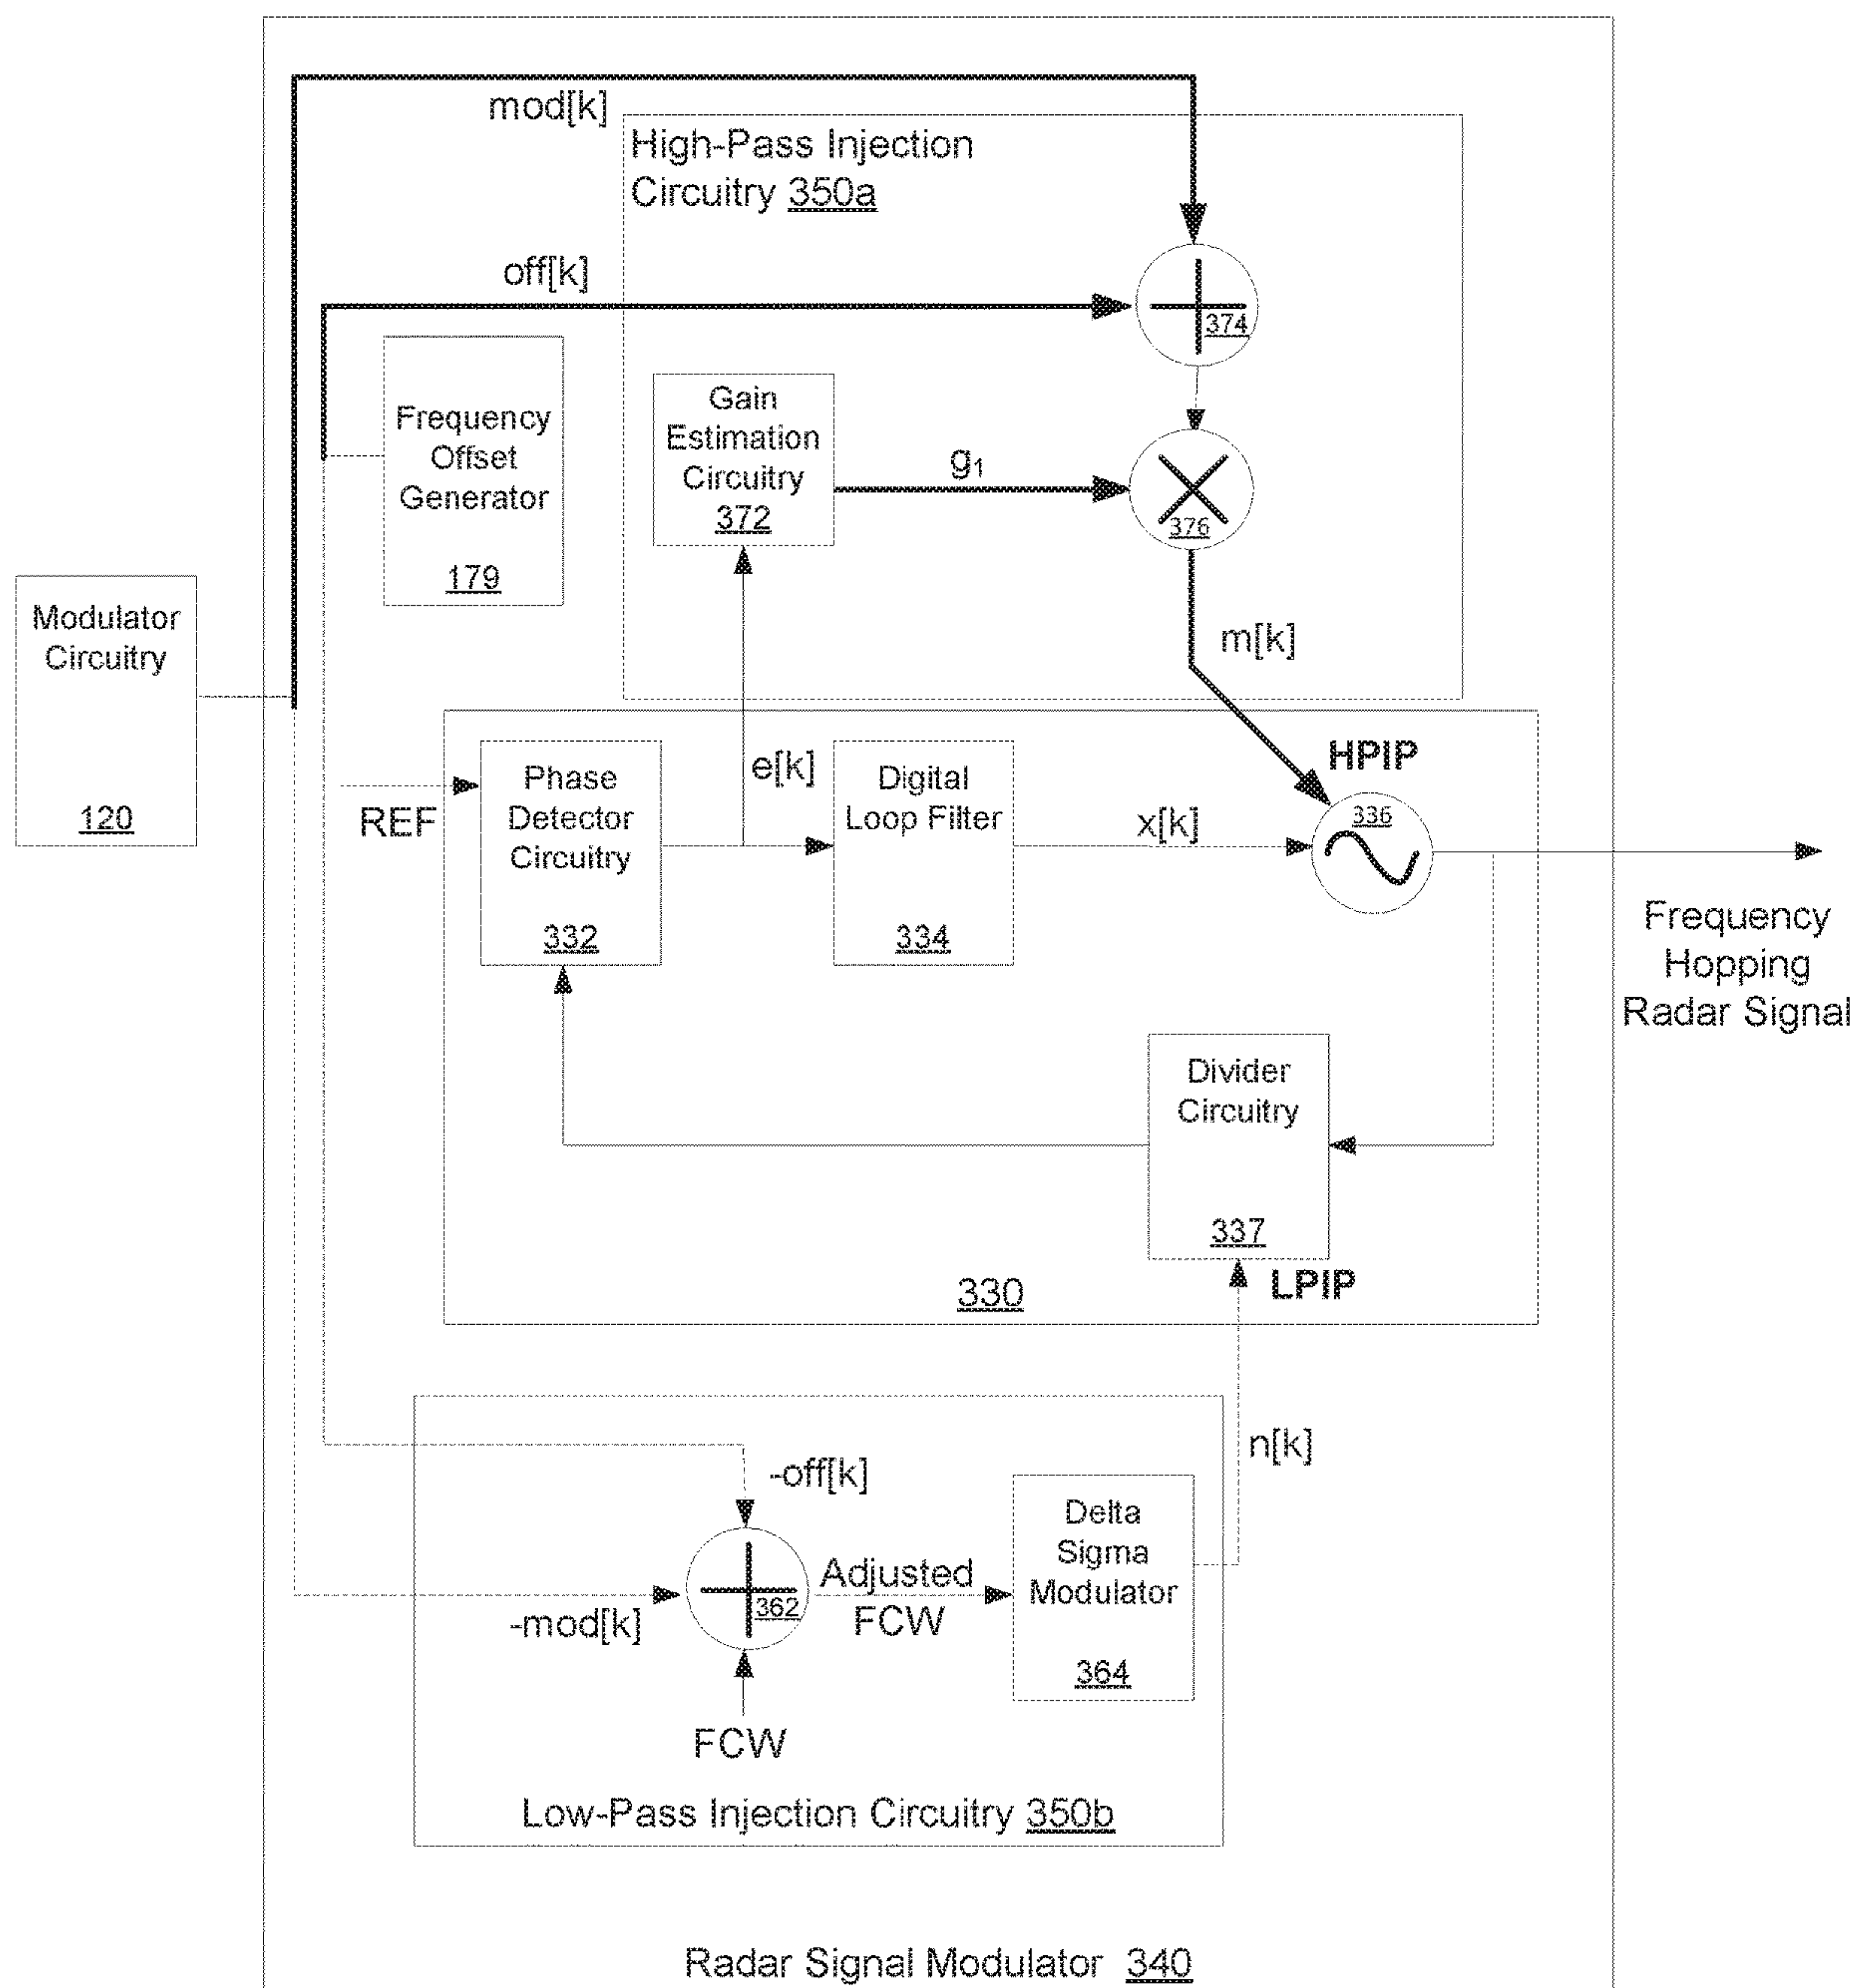 mod[k]
High-Pass Injection
Circuitry 350a
off[k]
374
Frequency
Offset
Generator
179
Gain
Estimation
Circuitry
372
g₁
376
Modulator
Circuitry
120
m[k]
HPIP
REF
Phase
Detector
Circuitry
332
e[k]
Digital
Loop Filter
334
x[k]
336
Frequency
Hopping
Radar Signal
Divider
Circuitry
337
LPIP
330
n[k]
-off[k]
-mod[k]
362
Adjusted
FCW
Delta
Sigma
Modulator
364
FCW
Low-Pass Injection Circuitry 350b
Radar Signal Modulator 340